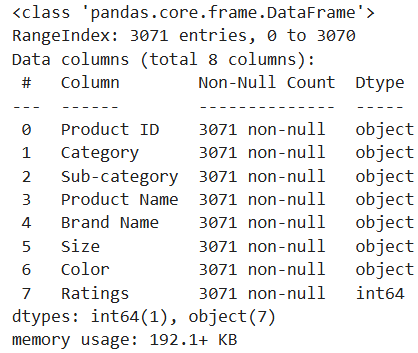 <class 'pandas.core.frame.DataFrame'>
RangeIndex: 3071 entries, 0 to 3070
Data columns (total 8 columns):
 #   Column        Non-Null Count  Dtype
---  ------        --------------  -----
 0   Product ID    3071 non-null   object
 1   Category      3071 non-null   object
 2   Sub-category  3071 non-null   object
 3   Product Name  3071 non-null   object
 4   Brand Name    3071 non-null   object
 5   Size          3071 non-null   object
 6   Color         3071 non-null   object
 7   Ratings       3071 non-null   int64
dtypes: int64(1), object(7)
memory usage: 192.1+ KB